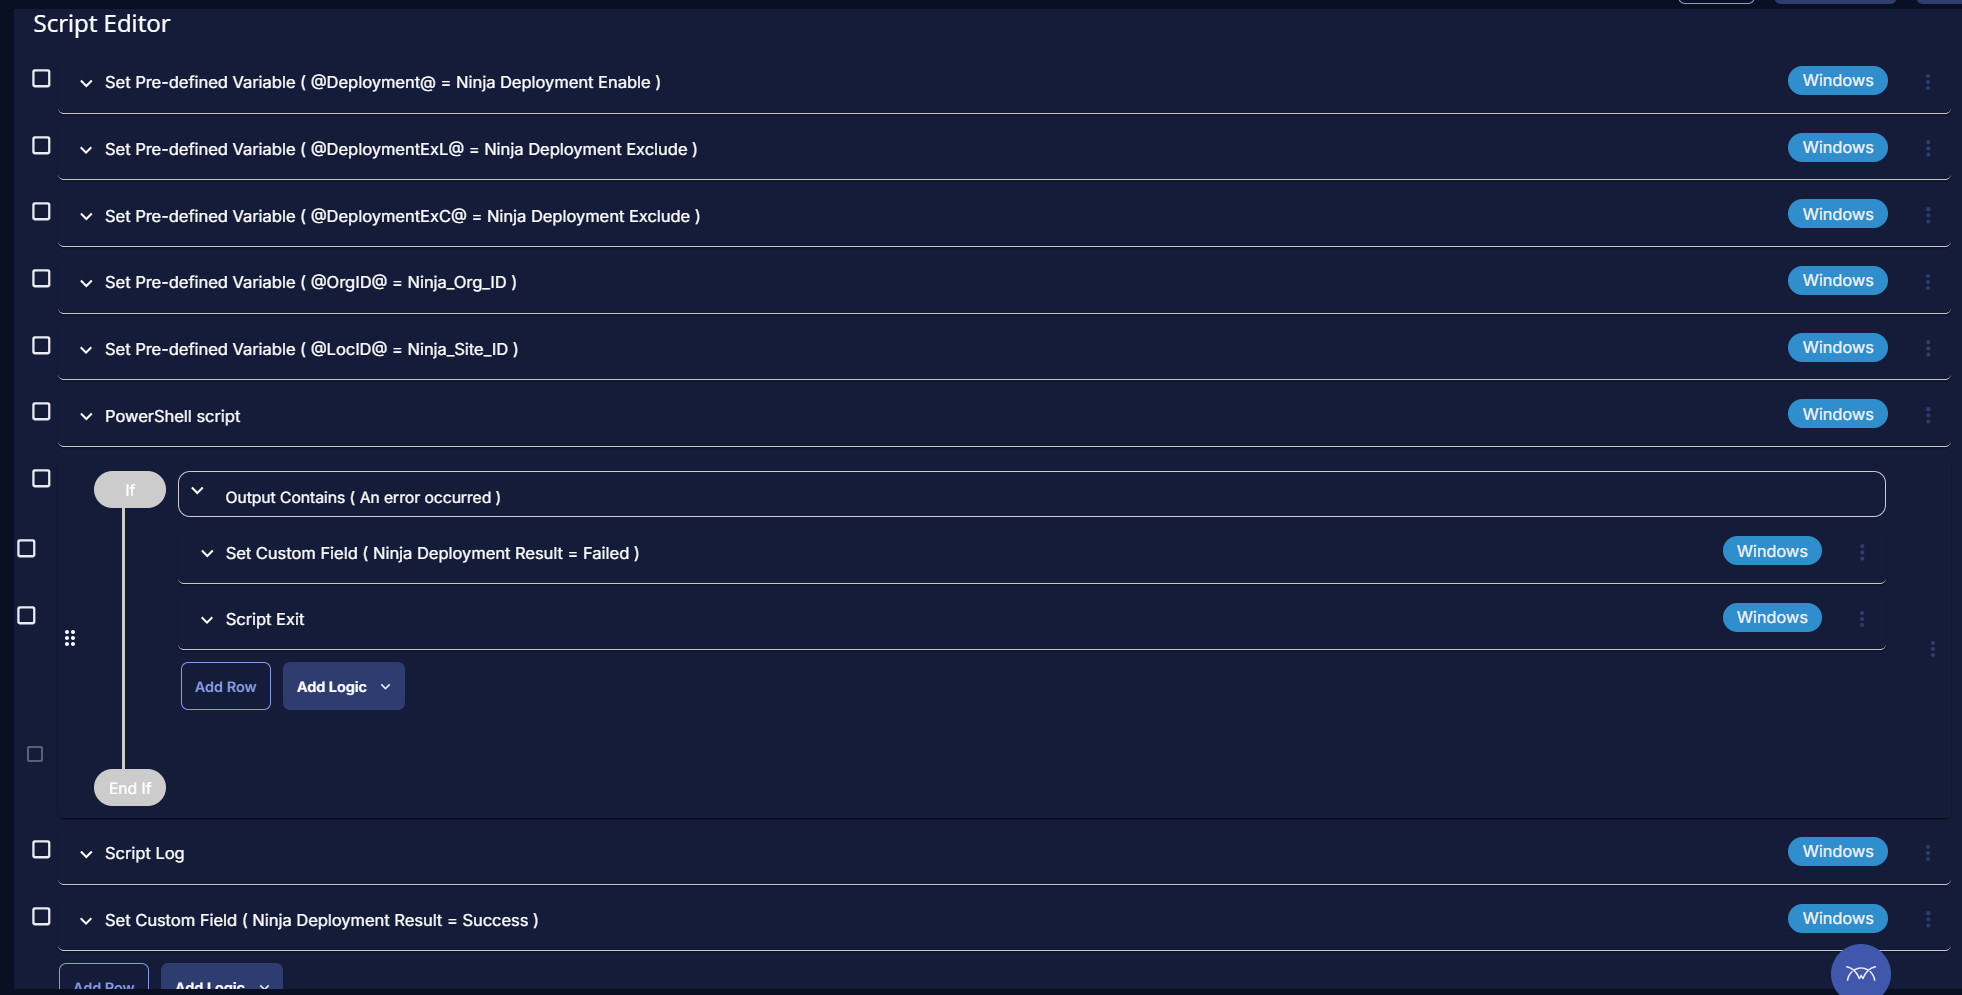 Script Editor
Set Pre-defined Variable ( @Deployment@ = Ninja Deployment Enable )
Windows
Set Pre-defined Variable ( @DeploymentExL@ = Ninja Deployment Exclude )
Windows
Set Pre-defined Variable ( @DeploymentExC@ = Ninja Deployment Exclude )
Windows
Set Pre-defined Variable ( @OrgID@ = Ninja_Org_ID )
Windows
Set Pre-defined Variable ( @LocID@ = Ninja_Site_ID )
Windows
PowerShell script
Windows
If
Output Contains ( An error occurred )
Set Custom Field ( Ninja Deployment Result = Failed )
Windows
Script Exit
Windows
Add Row
Add Logic
End If
Script Log
Windows
Set Custom Field ( Ninja Deployment Result = Success )
Windows
Add Row
Add Logic